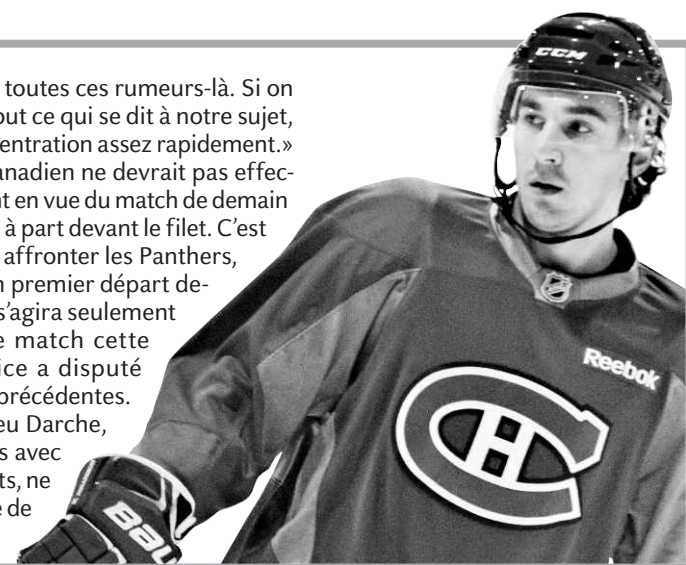 toutes ces rumeurs-là. Si on
out ce qui se dit à notre sujet,
entration assez rapidement.»
anadien ne devrait pas effec-
nt en vue du match de demain
à part devant le filet. C'est
affronter les Panthers,
n premier départ de-
s'agira seulement
e match cette
ice a disputé
précédentes.
eu Darche,
s avec
ts, ne
e de
CCM
Reebok
CH
Bau